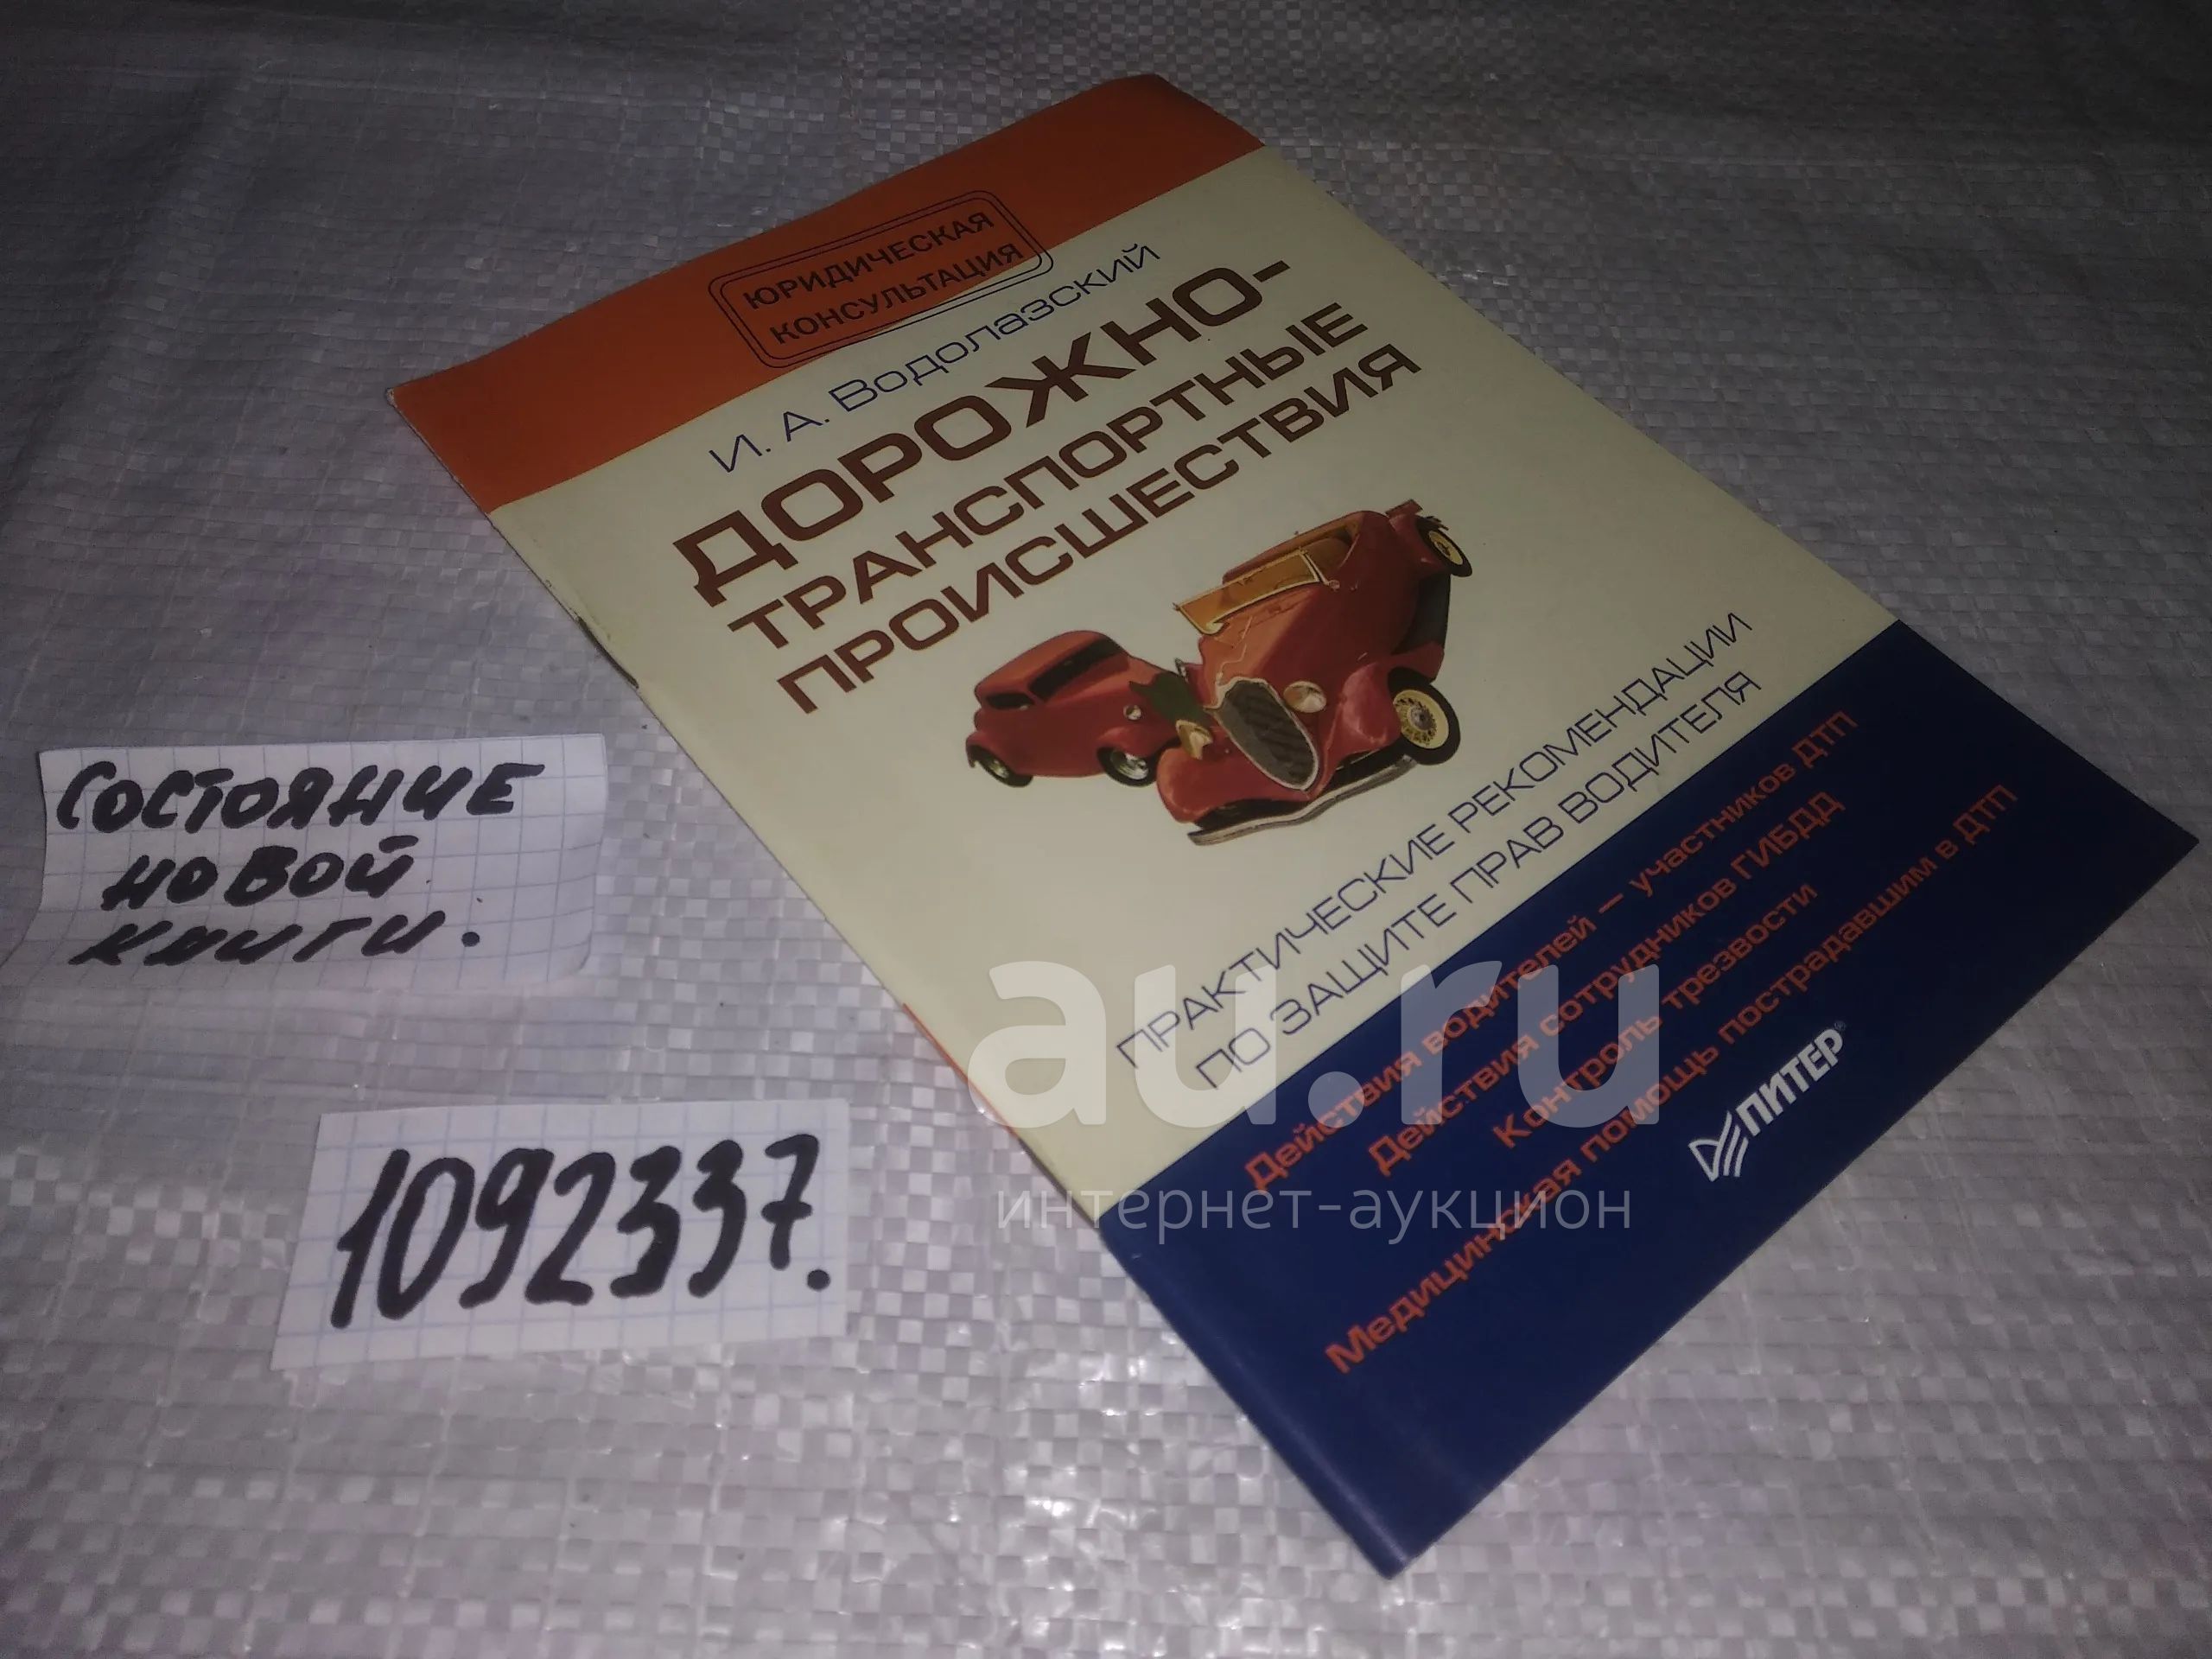 ЮРИДИЧЕСКАЯ
КОНСУЛЬТАЦИЯ
И. А. Водолазский
ДОРОЖНО-
ТРАНСПОРТНЫЕ
ПРОИСШЕСТВИЯ
ПРАКТИЧЕСКИЕ РЕКОМЕНДАЦИИ
ПО ЗАЩИТЕ ПРАВ ВОДИТЕЛЯ
Действия водителей — участников ДТП
Действия сотрудников ГИБДД
Контроль трезвости
Медицинская помощь пострадавшим в ДТП
ПИТЕР®
СОСТОЯНИЕ
НОВОЙ
КНИГИ.
1092337.
au.ru
интернет-аукцион